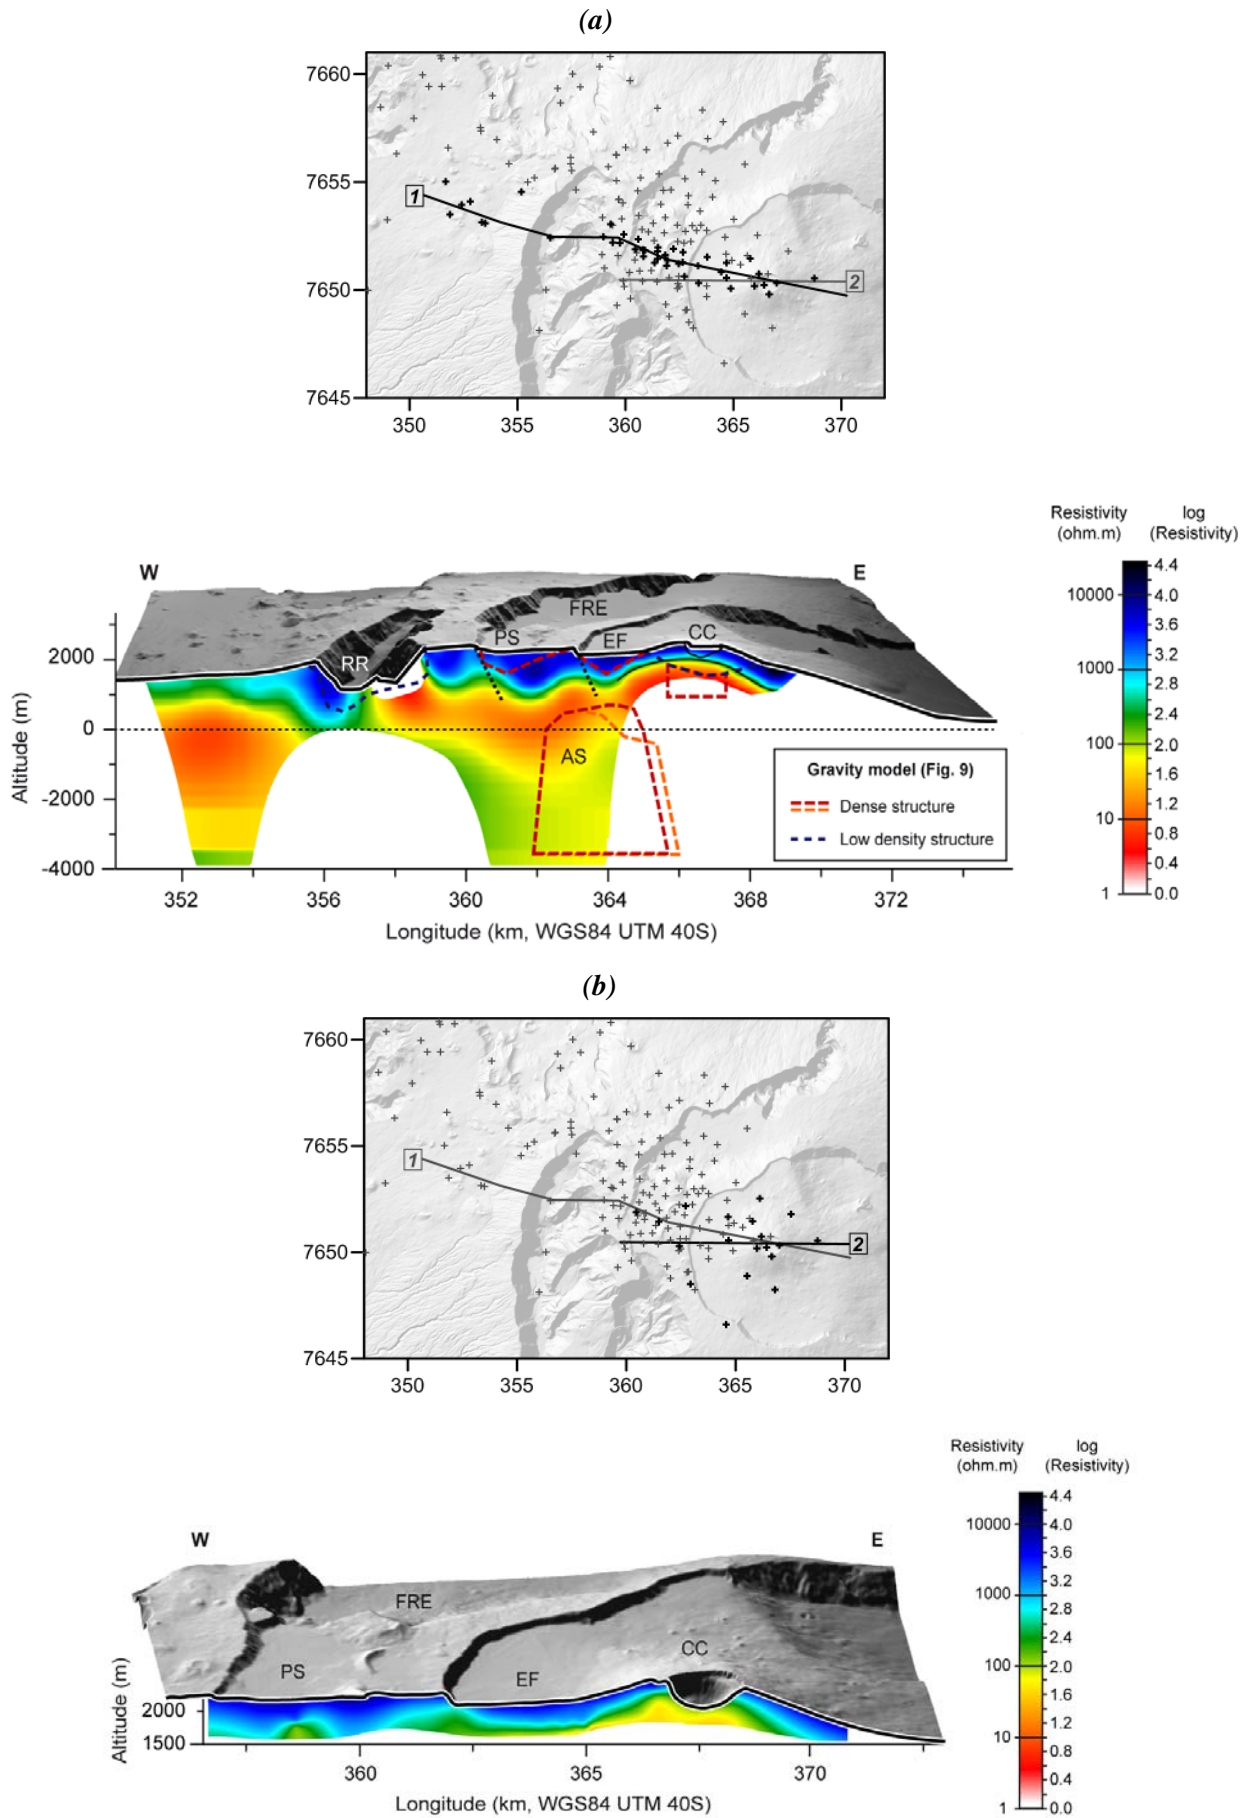 (a)
7660
7655
7650
7645
1
2
350 355 360 365 370
Resistivity (ohm.m)
log (Resistivity)
W
E
FRE
PS
EF
CC
RR
AS
2000
0
-2000
-4000
Altitude (m)
Gravity model (Fig. 9)
Dense structure
Low density structure
352 356 360 364 368 372
Longitude (km, WGS84 UTM 40S)
10000
1000
100
10
1
4.4
4.0
3.6
3.2
2.8
2.4
2.0
1.6
1.2
0.8
0.4
0.0
(b)
7660
7655
7650
7645
1
2
350 355 360 365 370
Resistivity (ohm.m)
log (Resistivity)
W
E
FRE
PS
EF
CC
2000
1500
Altitude (m)
360 365 370
Longitude (km, WGS84 UTM 40S)
10000
1000
100
10
1
4.4
4.0
3.6
3.2
2.8
2.4
2.0
1.6
1.2
0.8
0.4
0.0